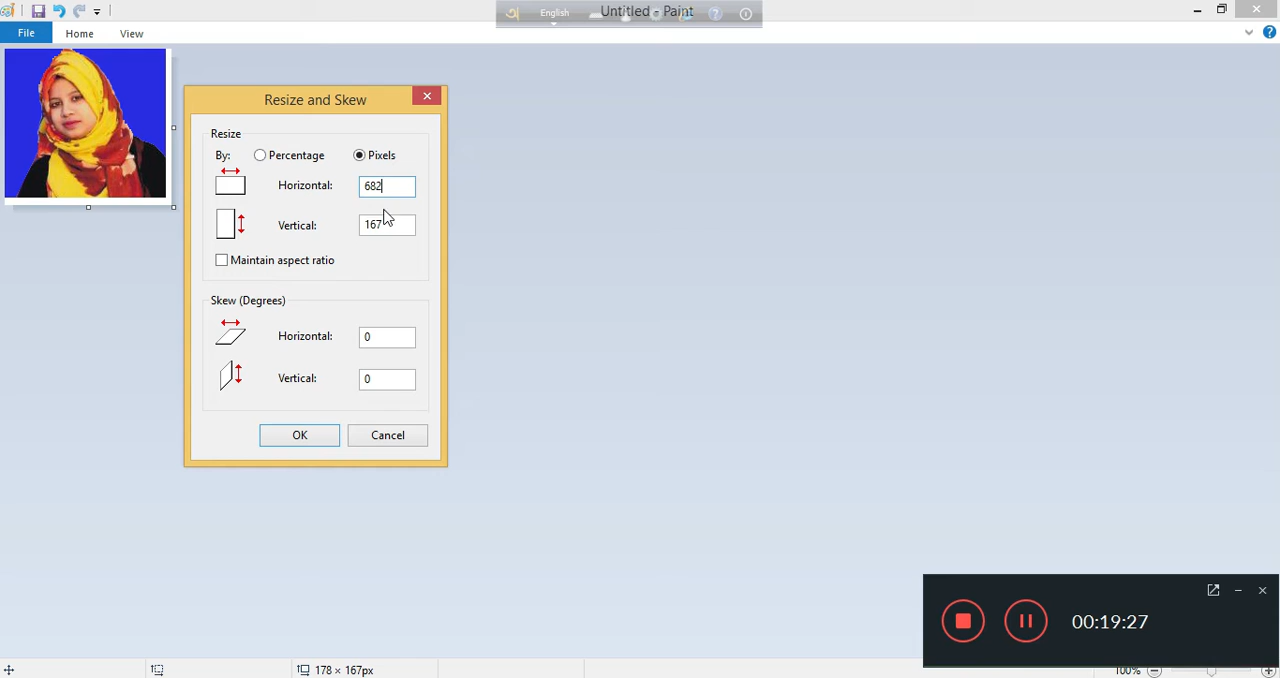 English
Untitled - Paint
File
Home
View
Resize and Skew
Resize
By:
Percentage
Pixels
Horizontal:
682
Vertical:
167
Maintain aspect ratio
Skew (Degrees)
Horizontal:
0
Vertical:
0
OK
Cancel
00:19:27
178 × 167px
100%